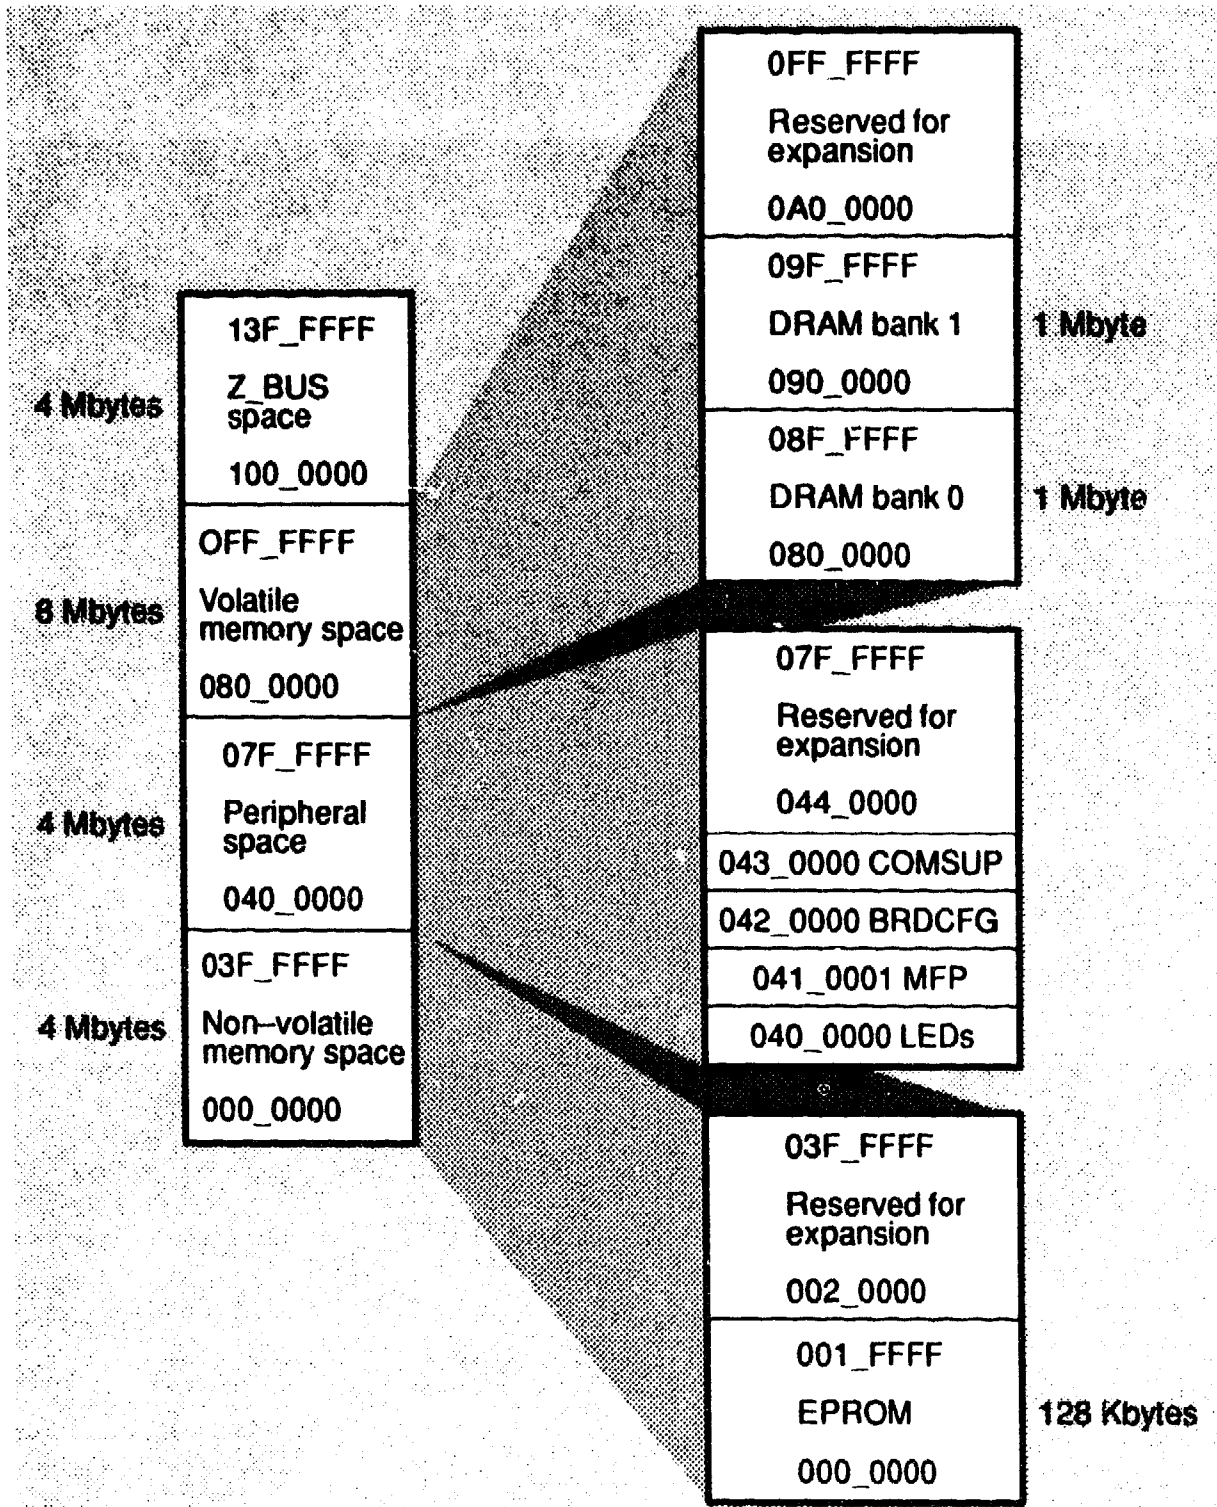 13F_FFFF
4 Mbytes
Z_BUS
space
100_0000
OFF_FFFF
8 Mbytes
Volatile
memory space
080_0000
07F_FFFF
4 Mbytes
Peripheral
space
040_0000
03F_FFFF
4 Mbytes
Non–volatile
memory space
000_0000
0FF_FFFF
Reserved for
expansion
0A0_0000
09F_FFFF
DRAM bank 1
1 Mbyte
090_0000
08F_FFFF
DRAM bank 0
1 Mbyte
080_0000
07F_FFFF
Reserved for
expansion
044_0000
043_0000 COMSUP
042_0000 BRDCFG
041_0001 MFP
040_0000 LEDs
03F_FFFF
Reserved for
expansion
002_0000
001_FFFF
EPROM
128 Kbytes
000_0000